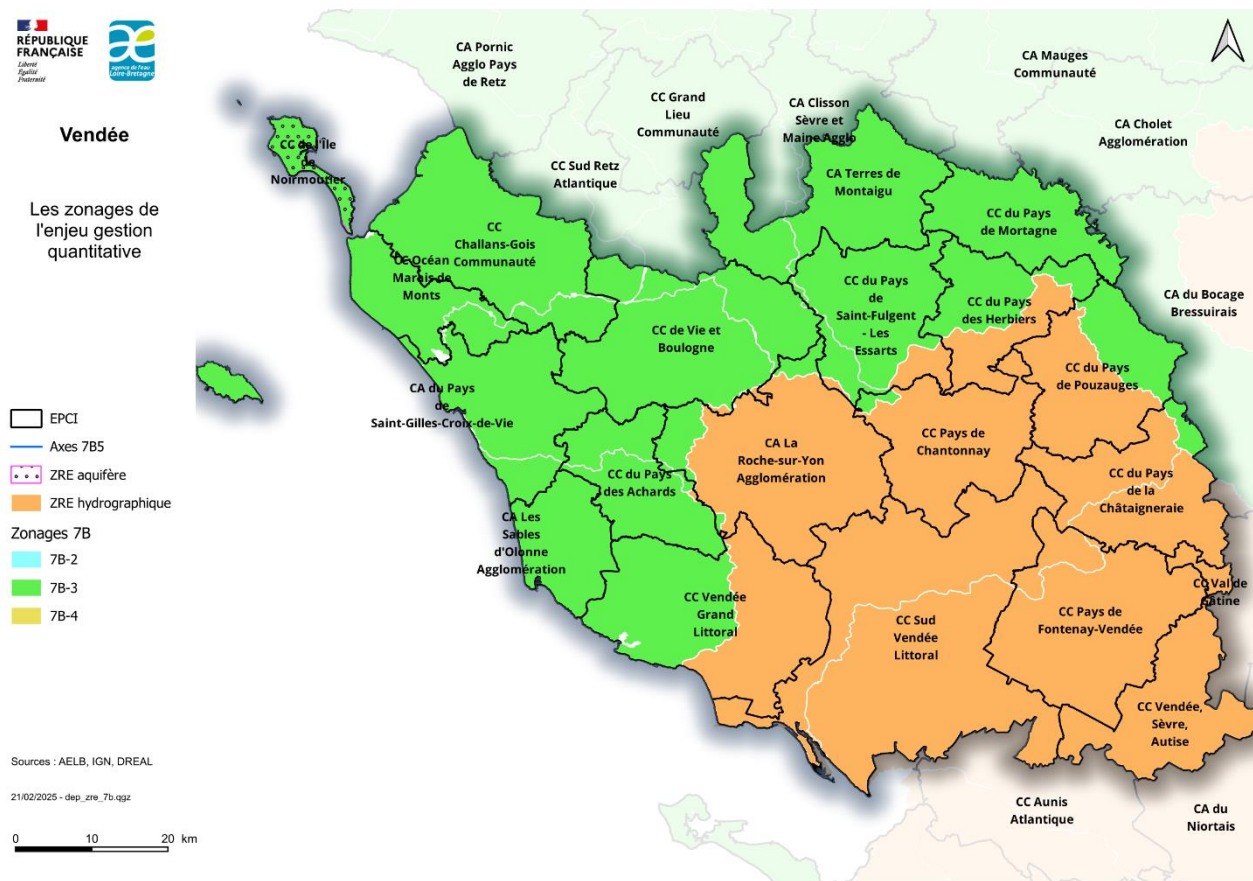 RÉPUBLIQUE
FRANÇAISE
Liberté
Égalité
Fraternité
agence de l'eau
Loire-Bretagne
Vendée
Les zonages de
l'enjeu gestion
quantitative
EPCI
Axes 7B5
ZRE aquifère
ZRE hydrographique
Zonages 7B
7B-2
7B-3
7B-4
Sources : AELB, IGN, DREAL
21/02/2025 - dep_zre_7b.qgz
0 10 20 km
CA Pornic
Agglo Pays
de Retz
CC Grand
Lieu
Communauté
CA Clisson
Sèvre et
Maine Agglo
CA Mauges
Communauté
CA Cholet
Agglomération
CC de l'Île
de
Noirmoutier
CC Sud Retz
Atlantique
CA Terres de
Montaigu
CC du Pays
de Mortagne
CC
Challans-Gois
Communauté
CC Océan
Marais de
Monts
CC du Pays
de
Saint-Fulgent
- Les
Essarts
CC du Pays
des Herbiers
CA du Bocage
Bressuirais
CC de Vie et
Boulogne
CC du Pays
de Pouzauges
CA du Pays
de
Saint-Gilles-Croix-de-Vie
CA La
Roche-sur-Yon
Agglomération
CC Pays de
Chantonnay
CC du Pays
des Achards
CC du Pays
de la
Châtaigneraie
CA Les
Sables
d'Olonne
Agglomération
CC Vendée
Grand
Littoral
CC Sud
Vendée
Littoral
CC Pays de
Fontenay-Vendée
CC Val de
Gâtine
CC Vendée,
Sèvre,
Autise
CC Aunis
Atlantique
CA du
Niortais